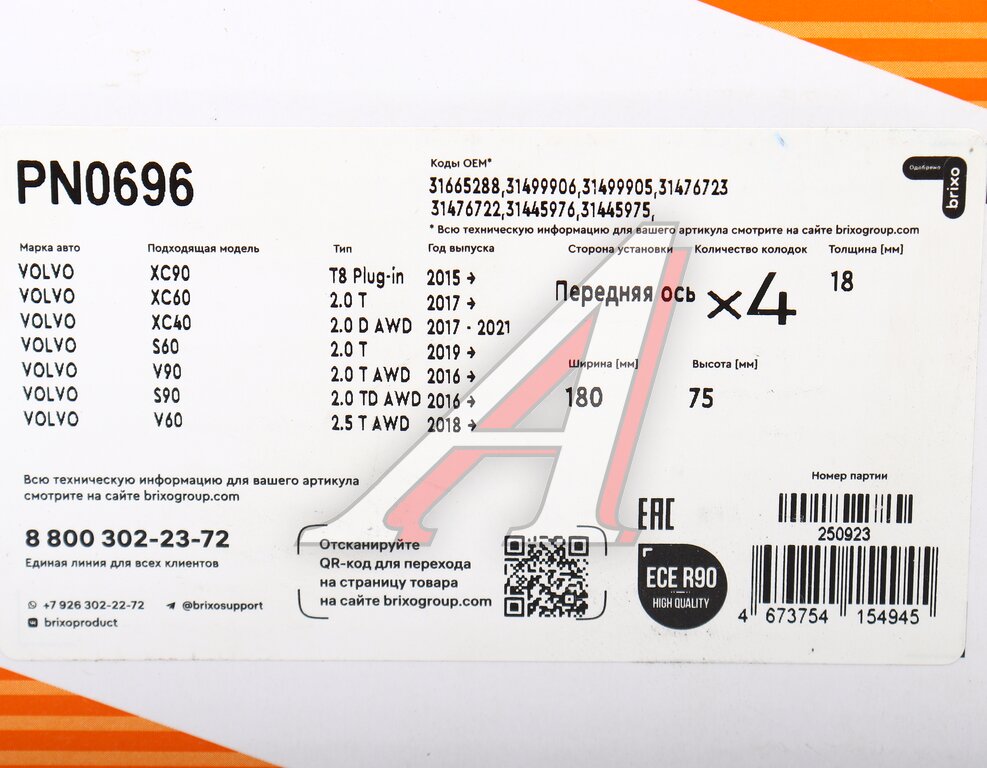 PN0696
Коды OEM*
31665288,31499906,31499905,31476723
31476722,31445976,31445975,
* Всю техническую информацию для вашего артикула смотрите на сайте brixogroup.com
Одобрено
brixo
Марка авто Подходящая модель Тип Год выпуска Сторона установки Количество колодок Толщина [мм]
VOLVO XC90 T8 Plug-in 2015 → Передняя ось x4 18
VOLVO XC60 2.0 T 2017 →
VOLVO XC40 2.0 D AWD 2017 - 2021
VOLVO S60 2.0 T 2019 →
VOLVO V90 2.0 T AWD 2016 →
VOLVO S90 2.0 TD AWD 2016 →
VOLVO V60 2.5 T AWD 2018 →
Ширина [мм] Высота [мм]
180 75
Всю техническую информацию для вашего артикула
смотрите на сайте brixogroup.com
8 800 302-23-72
Единая линия для всех клиентов
+7 926 302-22-72 @brixosupport
brixoproduct
Отсканируйте
QR-код для перехода
на страницу товара
на сайте brixogroup.com
EAC
ECE R90
HIGH QUALITY
Номер партии
250923
4 673754 154945